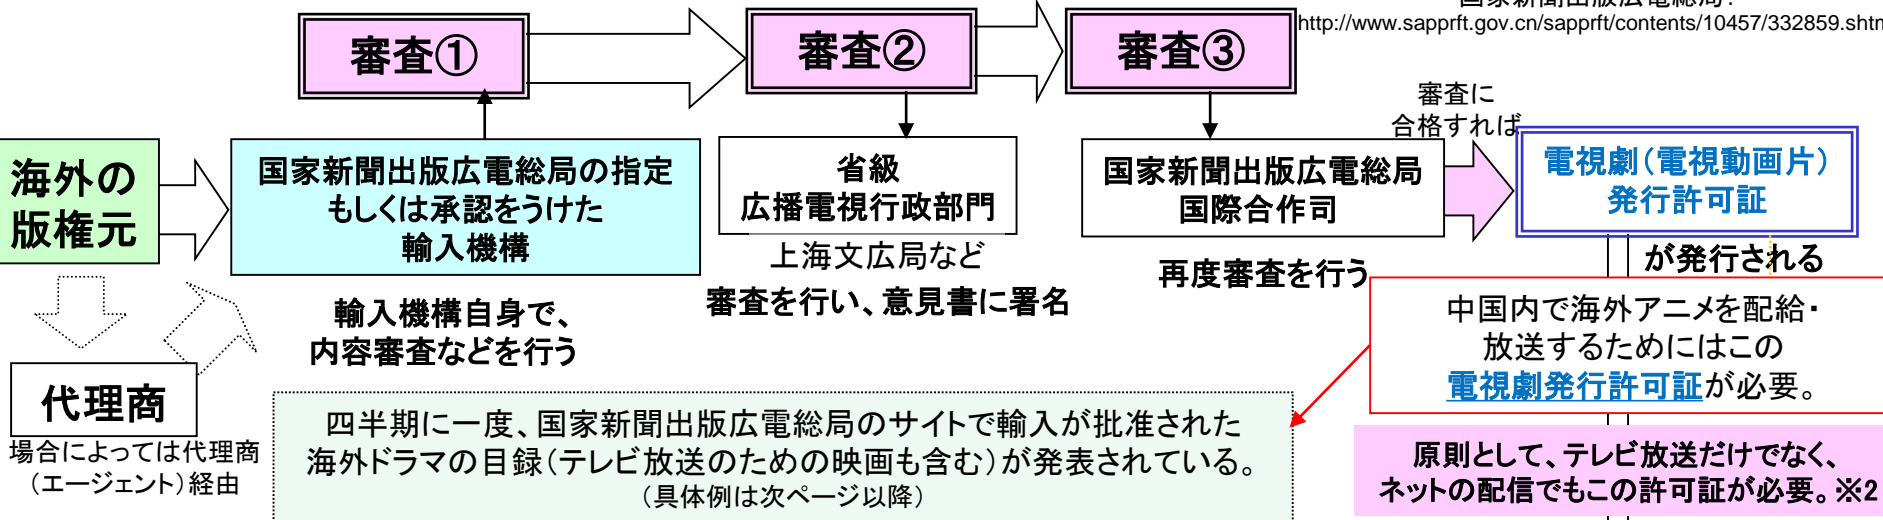 国家新聞出版広電総局:
http://www.sapprft.gov.cn/sapprft/contents/10457/332859.shtm
審査①
審査②
審査③
審査に
合格すれば
海外の
版権元
国家新聞出版広電総局の指定
もしくは承認をうけた
輸入機構
省級
広播電視行政部門
上海文広局など
審査を行い、意見書に署名
国家新聞出版広電総局
国際合作司
再度審査を行う
電視劇(電視動画片)
発行許可証
が発行される
輸入機構自身で、
内容審査などを行う
中国内で海外アニメを配給・
放送するためにはこの
電視劇発行許可証が必要。
代理商
場合によっては代理商
(エージェント)経由
四半期に一度、国家新聞出版広電総局のサイトで輸入が批准された
海外ドラマの目録(テレビ放送のための映画も含む)が発表されている。
(具体例は次ページ以降)
原則として、テレビ放送だけでなく、
ネットの配信でもこの許可証が必要。※2